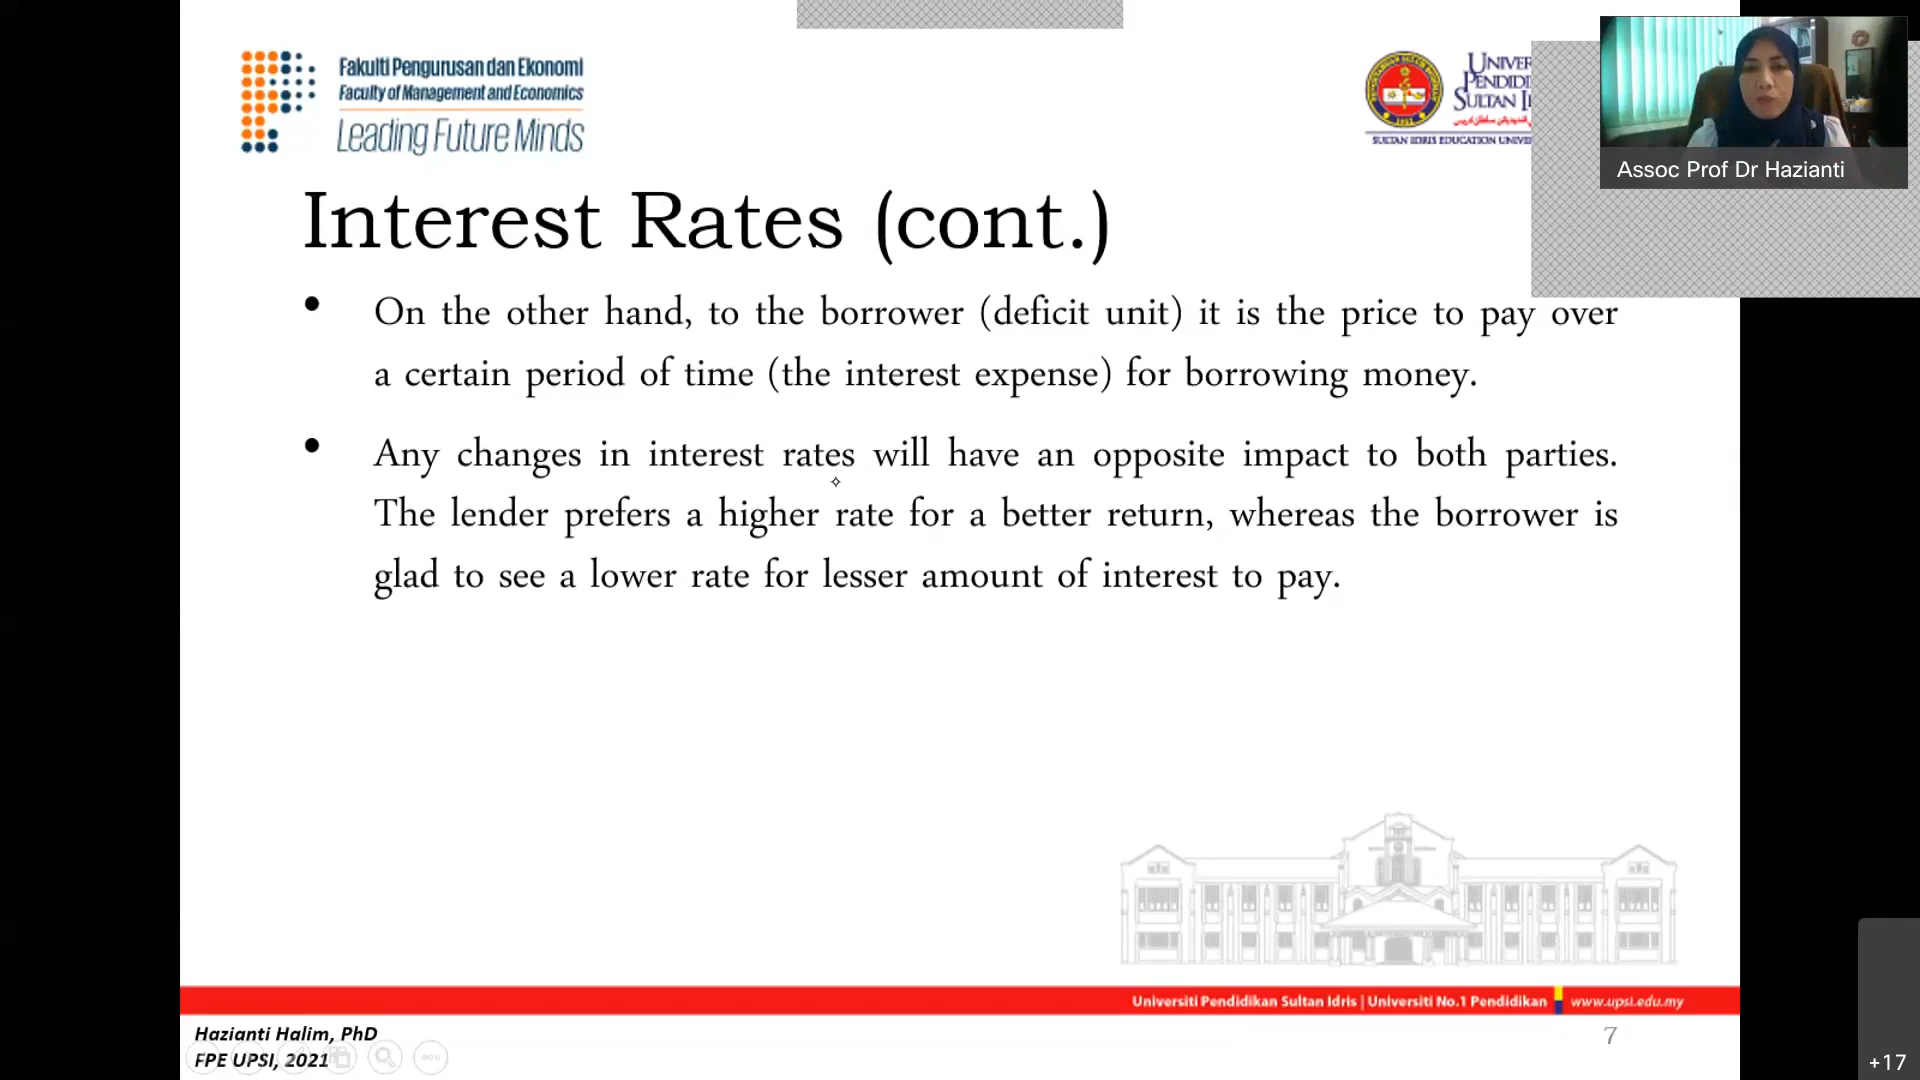 Fakulti Pengurusan dan Ekonomi
Faculty of Management and Economics
Leading Future Minds
SULTAN IDRIS EDUCATION
Assoc Prof Dr Hazianti
Interest Rates (cont.)
• On the other hand, to the borrower (deficit unit) it is the price to pay over
a certain period of time (the interest expense) for borrowing money.
• Any changes in interest rates will have an opposite impact to both parties.
The lender prefers a higher rate for a better return, whereas the borrower is
glad to see a lower rate for lesser amount of interest to pay.
Universiti Pendidikan Sultan Idris | Universiti No.1 Pendidikan www.upsi.edu.my
Hazianti Halim, PhD
FPE UPSI, 2021
7
+17